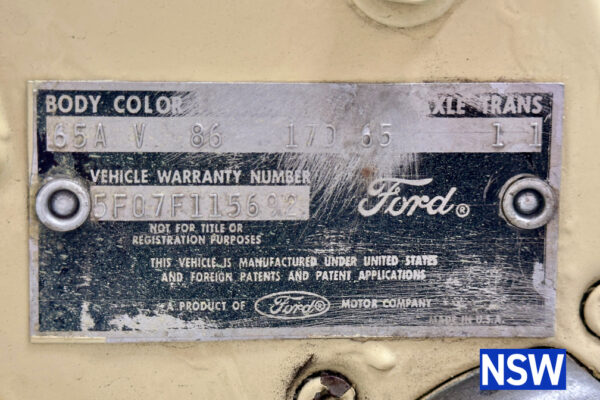 BODY COLOR XLE TRANS
65A V 86 17D 65 1 1
VEHICLE WARRANTY NUMBER
5F07F115692
Ford®
NOT FOR TITLE OR
REGISTRATION PURPOSES
THIS VEHICLE IS MANUFACTURED UNDER UNITED STATES
AND FOREIGN PATENTS AND PATENT APPLICATIONS
A PRODUCT OF Ford MOTOR COMPANY
MADE IN U.S.A.
NSW